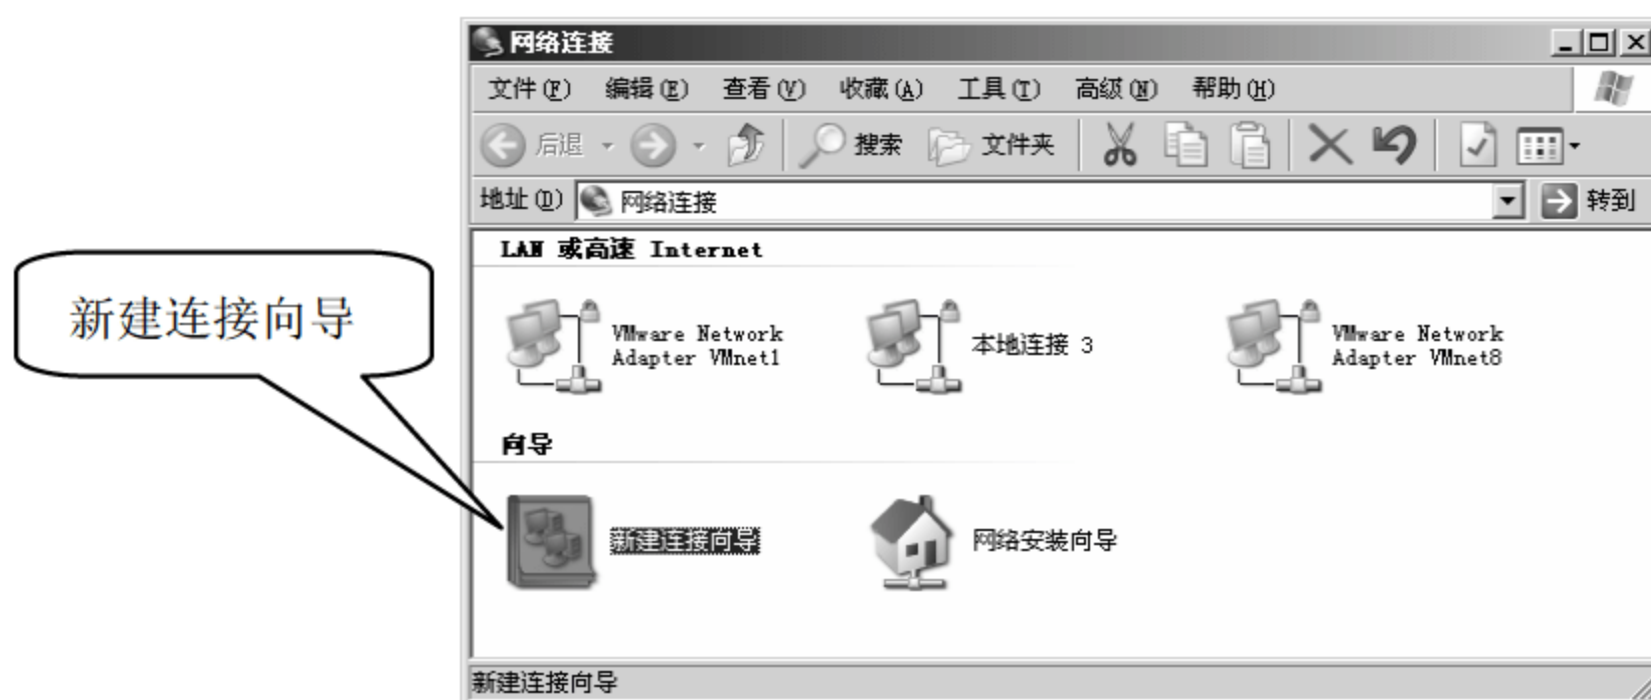 网络连接
文件(F) 编辑(E) 查看(V) 收藏(A) 工具(T) 高级(N) 帮助(H)
后退 搜索 文件夹
地址(D) 网络连接 转到
LAN 或高速 Internet
新建连接向导
VMware Network
Adapter VMnet1
本地连接 3
VMware Network
Adapter VMnet8
向导
新建连接向导
网络安装向导
新建连接向导